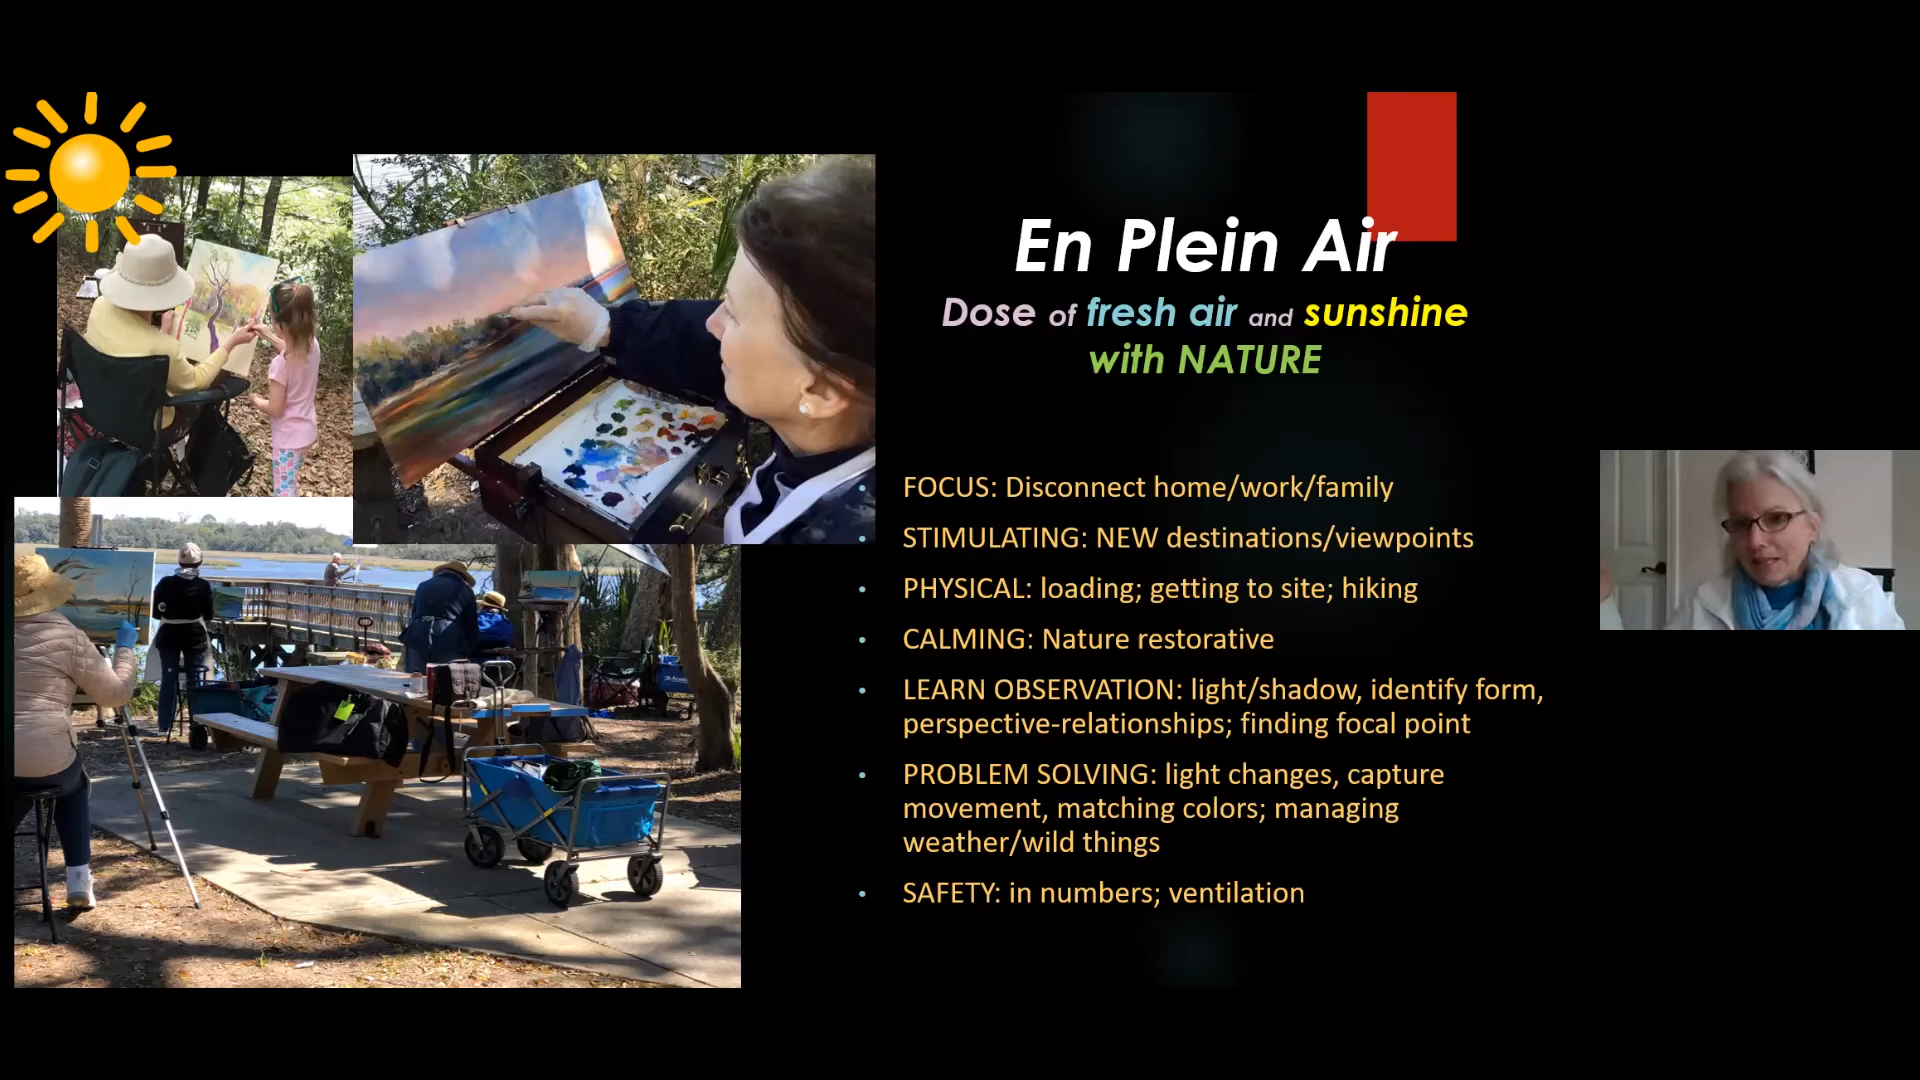 En Plein Air
Dose of fresh air and sunshine
with NATURE
• FOCUS: Disconnect home/work/family
• STIMULATING: NEW destinations/viewpoints
• PHYSICAL: loading; getting to site; hiking
• CALMING: Nature restorative
• LEARN OBSERVATION: light/shadow, identify form,
perspective-relationships; finding focal point
• PROBLEM SOLVING: light changes, capture
movement, matching colors; managing
weather/wild things
• SAFETY: in numbers; ventilation